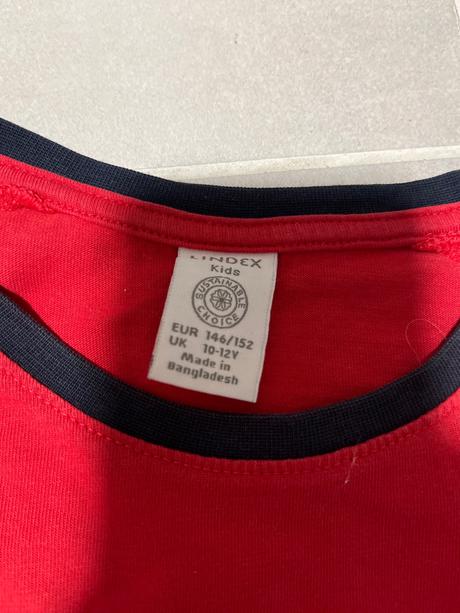 LINDEX
Kids
SUSTAINABLE
CHOICE
EUR 146/152
UK 10-12Y
Made in
Bangladesh